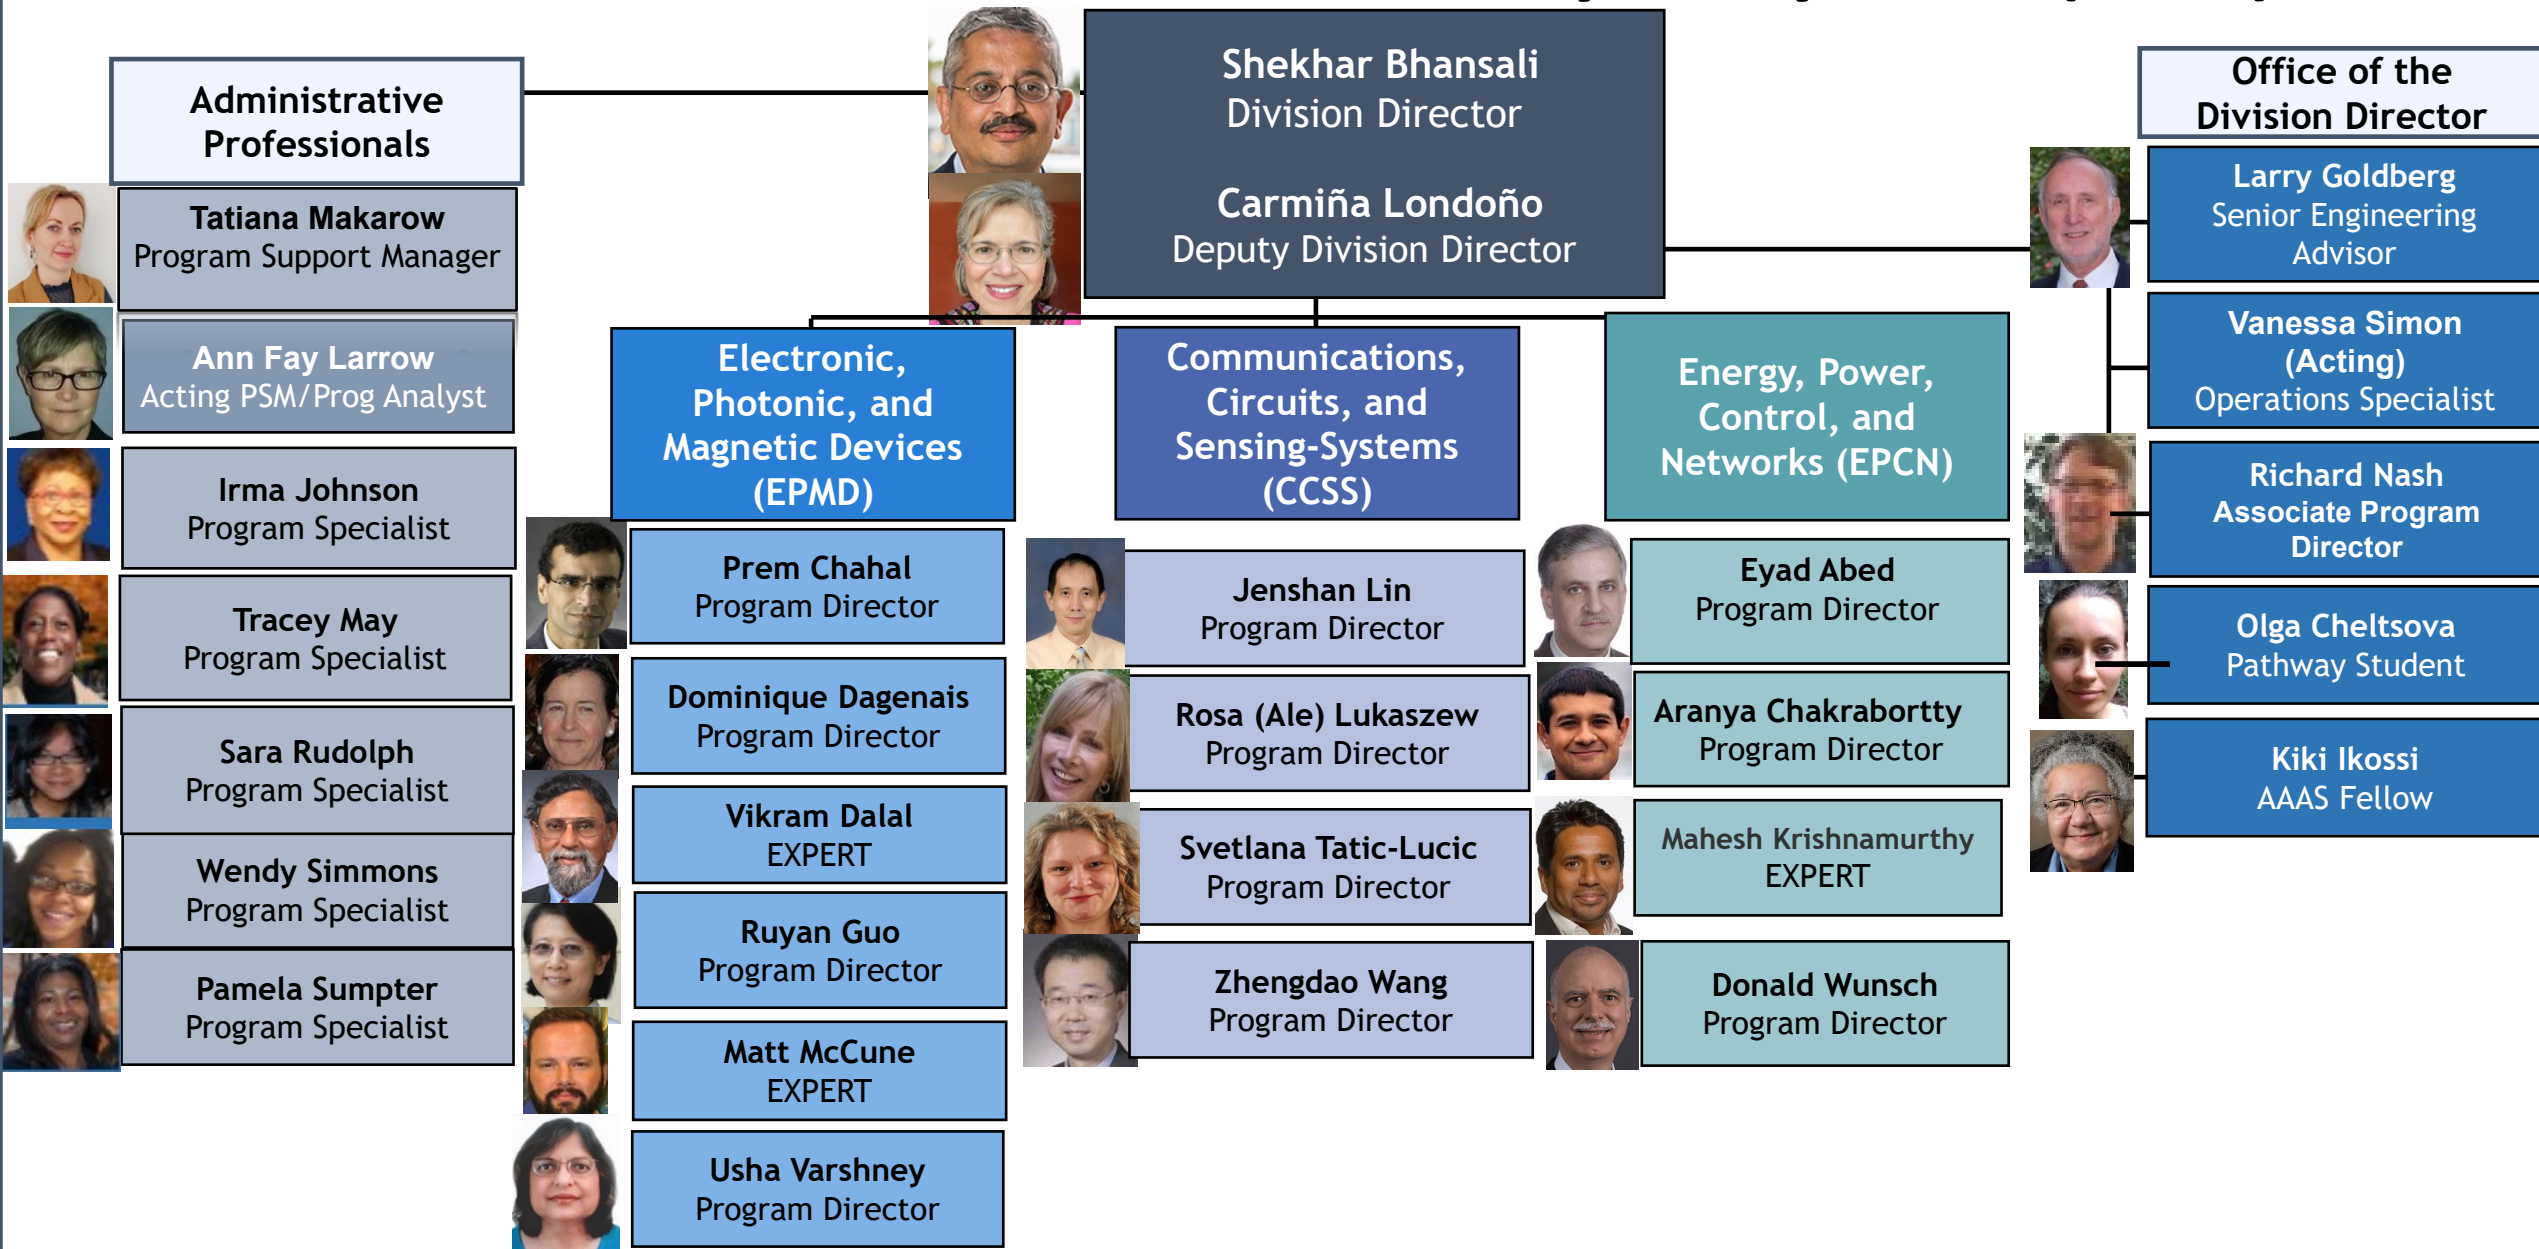 Shekhar Bhansali
Division Director
Carmiña Londoño
Deputy Division Director
Administrative
Professionals
Tatiana Makarow
Program Support Manager
Ann Fay Larrow
Acting PSM/Prog Analyst
Irma Johnson
Program Specialist
Tracey May
Program Specialist
Sara Rudolph
Program Specialist
Wendy Simmons
Program Specialist
Pamela Sumpter
Program Specialist
Electronic,
Photonic, and
Magnetic Devices
(EPMD)
Prem Chahal
Program Director
Dominique Dagenais
Program Director
Vikram Dalal
EXPERT
Ruyan Guo
Program Director
Matt McCune
EXPERT
Usha Varshney
Program Director
Communications,
Circuits, and
Sensing-Systems
(CCSS)
Jenshan Lin
Program Director
Rosa (Ale) Lukaszew
Program Director
Svetlana Tatic-Lucic
Program Director
Zhengdao Wang
Program Director
Energy, Power,
Control, and
Networks (EPCN)
Eyad Abed
Program Director
Aranya Chakrabortty
Program Director
Mahesh Krishnamurthy
EXPERT
Donald Wunsch
Program Director
Office of the
Division Director
Larry Goldberg
Senior Engineering
Advisor
Vanessa Simon
(Acting)
Operations Specialist
Richard Nash
Associate Program
Director
Olga Cheltsova
Pathway Student
Kiki Ikossi
AAAS Fellow